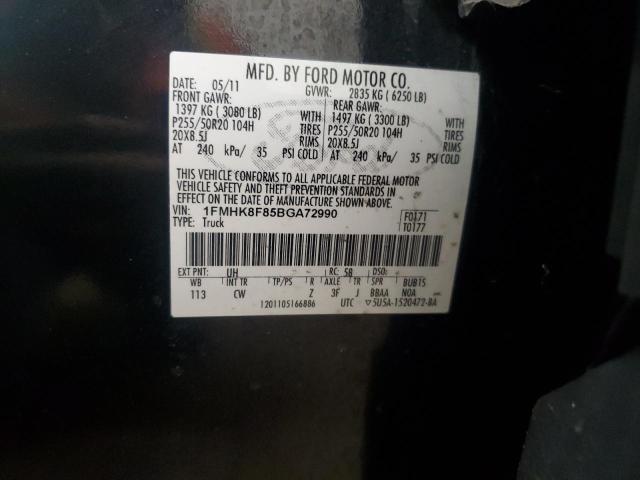 MFD. BY FORD MOTOR CO.
DATE: 05/11 GVWR: 2835 KG (6250 LB)
FRONT GAWR: REAR GAWR:
1397 KG (3080 LB) WITH 1497 KG (3300 LB) WITH
P255/50R20 104H TIRES P255/50R20 104H TIRES
20X8.5J RIMS 20X8.5J RIMS
AT 240 kPa/ 35 PSI COLD AT 240 kPa/ 35 PSI COLD
THIS VEHICLE CONFORMS TO ALL APPLICABLE FEDERAL MOTOR
VEHICLE SAFETY AND THEFT PREVENTION STANDARDS IN
EFFECT ON THE DATE OF MANUFACTURE SHOWN ABOVE.
VIN: 1FMHK8F85BGA72990 F0171
TYPE: Truck T0177
EXT PNT: UH RC: 58 DSO:
WB INT TR TP/PS R AXLE TR SPR BUBTS
113 CW Z 3F J BBAA NOA
1201105166886 UTC ▽5U5A-1520472-BA
Ford